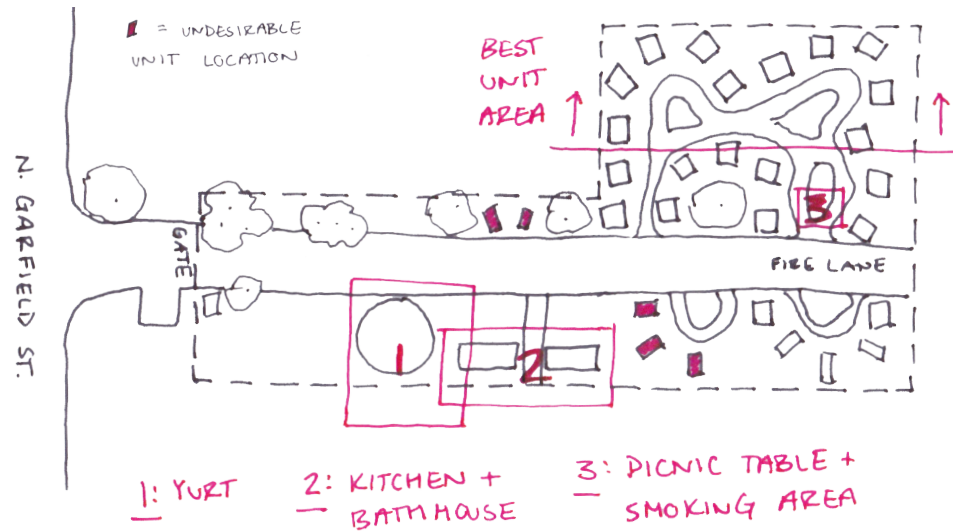 = UNDESIRABLE
UNIT LOCATION
BEST
UNIT
AREA
N. GARFIELD ST.
GATE
3
FIRE LANE
1
2
1: YURT
2: KITCHEN +
BATHHOUSE
3: PICNIC TABLE +
SMOKING AREA